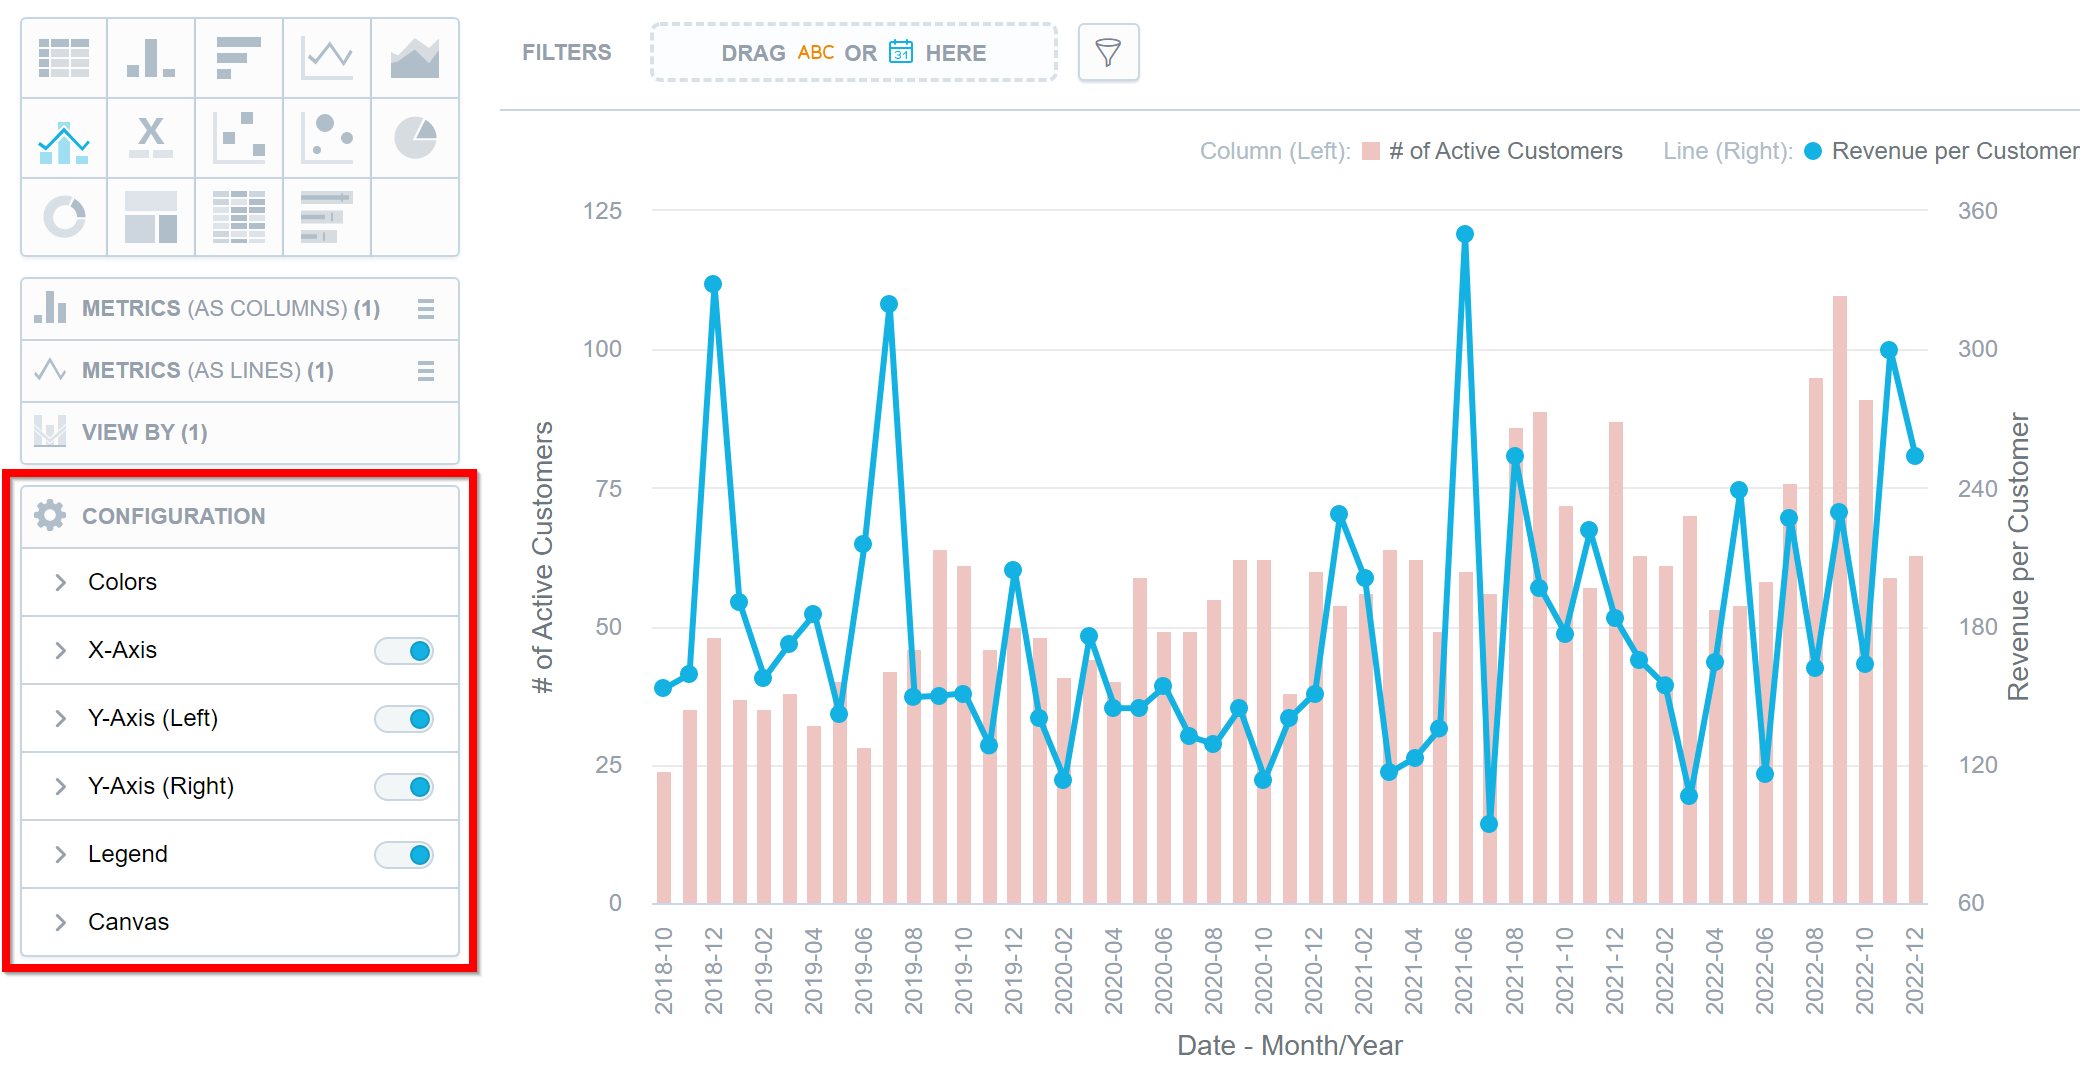 FILTERS
DRAG ABC OR 31 HERE
X
METRICS (AS COLUMNS) (1)
METRICS (AS LINES) (1)
VIEW BY (1)
CONFIGURATION
Colors
X-Axis
Y-Axis (Left)
Y-Axis (Right)
Legend
Canvas
Column (Left): # of Active Customers Line (Right): Revenue per Customer
# of Active Customers
125
100
75
50
25
0
360
300
240
180
120
60
Revenue per Customer
2018-10
2018-12
2019-02
2019-04
2019-06
2019-08
2019-10
2019-12
2020-02
2020-04
2020-06
2020-08
2020-10
2020-12
2021-02
2021-04
2021-06
2021-08
2021-10
2021-12
2022-02
2022-04
2022-06
2022-08
2022-10
2022-12
Date - Month/Year